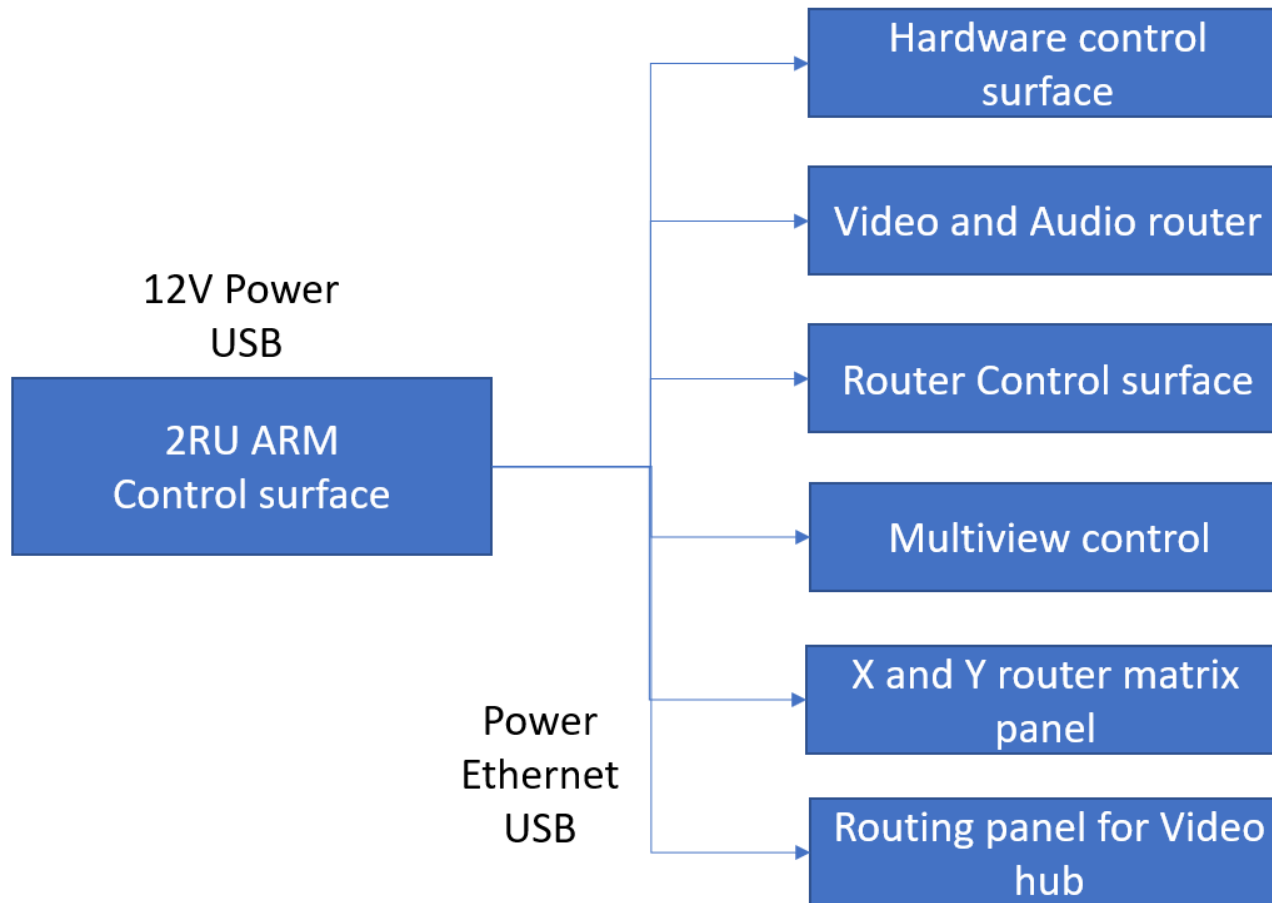 Hardware control
surface
Video and Audio router
12V Power
USB
Router Control surface
2RU ARM
Control surface
Multiview control
X and Y router matrix
panel
Power
Ethernet
USB
Routing panel for Video
hub